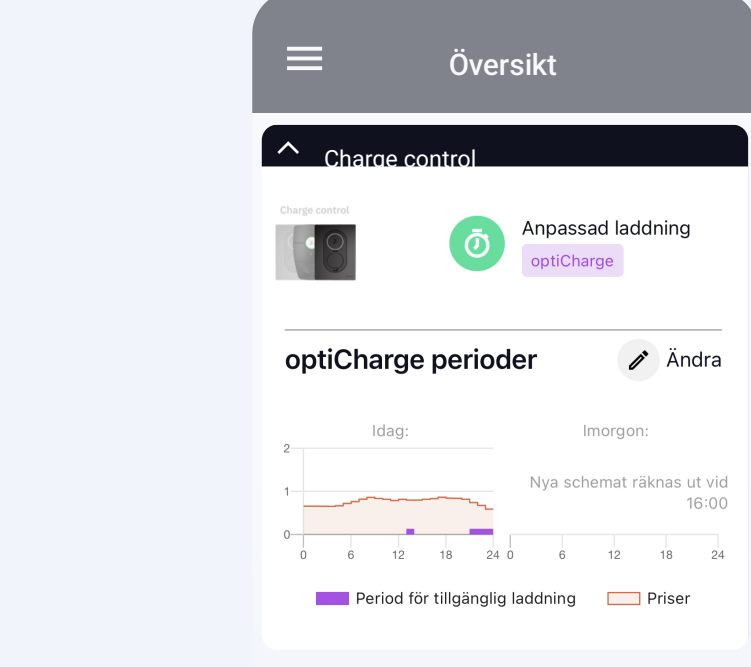 Översikt
Charge control
Charge control
Anpassad laddning
optiCharge
optiCharge perioder
Ändra
Idag:
Imorgon:
2
1
0
Nya schemat räknas ut vid
16:00
0 6 12 18 24
0 6 12 18 24
Period för tillgänglig laddning
Priser